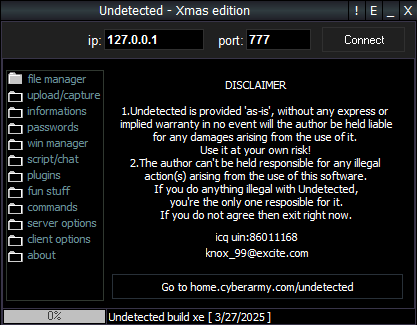 Undetected - Xmas edition
! E _ X
ip: 127.0.0.1 port: 777 Connect
file manager
upload/capture
informations
passwords
win manager
script/chat
plugins
fun stuff
commands
server options
client options
about
DISCLAIMER
1.Undetected is provided 'as-is', without any express or
implied warranty in no event will the author be held liable
for any damages arising from the use of it.
Use it at your own risk!
2.The author can't be held responsible for any illegal
action(s) arising from the use of this software.
If you do anything illegal with Undetected,
you're the only one resposible for it.
If you do not agree then exit right now.
icq uin:86011168
knox_99@excite.com
Go to home.cyberarmy.com/undetected
0%
Undetected build xe [ 3/27/2025 ]